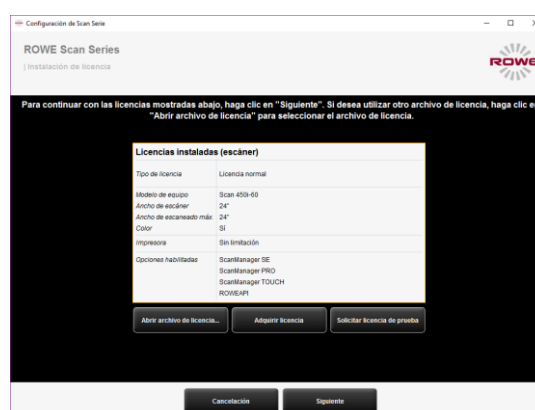 Configuración de Scan Serie
ROWE Scan Series
| Instalación de licencia
ROWE
Para continuar con las licencias mostradas abajo, haga clic en "Siguiente". Si desea utilizar otro archivo de licencia, haga clic en
"Abrir archivo de licencia" para seleccionar el archivo de licencia.
Licencias instaladas (escáner)
Tipo de licencia Licencia normal
Modelo de equipo Scan 450i-60
Ancho de escáner 24"
Ancho de escaneado máx. 24"
Color Sí
Impresora Sin limitación
Opciones habilitadas ScanManager SE
ScanManager PRO
ScanManager TOUCH
ROWEAPI
Abrir archivo de licencia... Adquirir licencia Solicitar licencia de prueba
Cancelación Siguiente